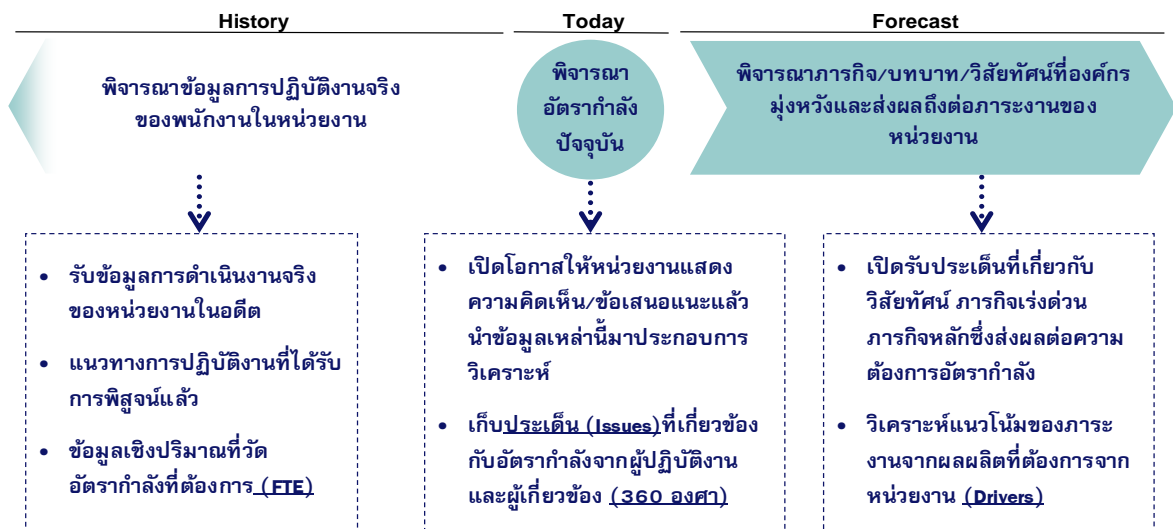 History
Today
Forecast
พิจารณาข้อมูลการปฏิบัติงานจริง
ของพนักงานในหน่วยงาน
พิจารณา
อัตรากำลัง
ปัจจุบัน
พิจารณาภารกิจ/บทบาท/วิสัยทัศน์ที่องค์กร
มุ่งหวังและส่งผลถึงต่อภาระงานของ
หน่วยงาน
• รับข้อมูลการดำเนินงานจริง
ของหน่วยงานในอดีต
• แนวทางการปฏิบัติงานที่ได้รับ
การพิสูจน์แล้ว
• ข้อมูลเชิงปริมาณที่วัด
อัตรากำลังที่ต้องการ (FTE)
• เปิดโอกาสให้หน่วยงานแสดง
ความคิดเห็น/ข้อเสนอแนะแล้ว
นำข้อมูลเหล่านี้มาประกอบการ
วิเคราะห์
• เก็บประเด็น (Issues)ที่เกี่ยวข้อง
กับอัตรากำลังจากผู้ปฏิบัติงาน
และผู้เกี่ยวข้อง (360 องศา)
• เปิดรับประเด็นที่เกี่ยวกับ
วิสัยทัศน์ ภารกิจเร่งด่วน
ภารกิจหลักซึ่งส่งผลต่อความ
ต้องการอัตรากำลัง
• วิเคราะห์แนวโน้มของภาระ
งานจากผลผลิตที่ต้องการจาก
หน่วยงาน (Drivers)